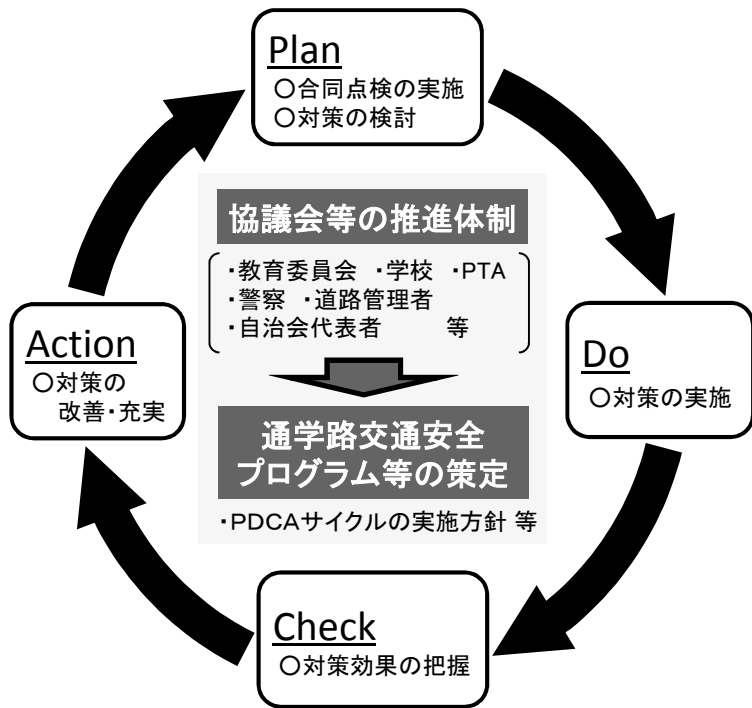 Plan
○合同点検の実施
○対策の検討
協議会等の推進体制
・教育委員会 ・学校 ・PTA
・警察 ・道路管理者
・自治会代表者 等
Action
○対策の
改善・充実
Do
○対策の実施
通学路交通安全
プログラム等の策定
・PDCAサイクルの実施方針 等
Check
○対策効果の把握